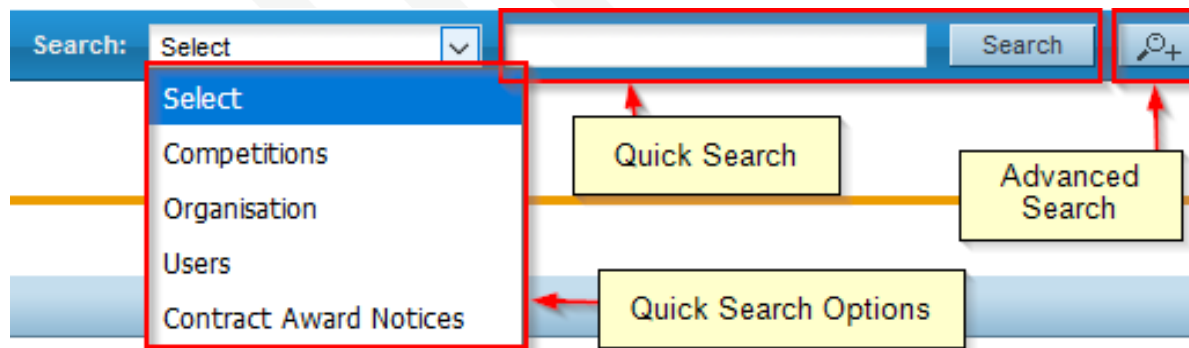 Search: Select Search
Select
Competitions
Organisation
Users
Contract Award Notices
Quick Search
Advanced
Search
Quick Search Options